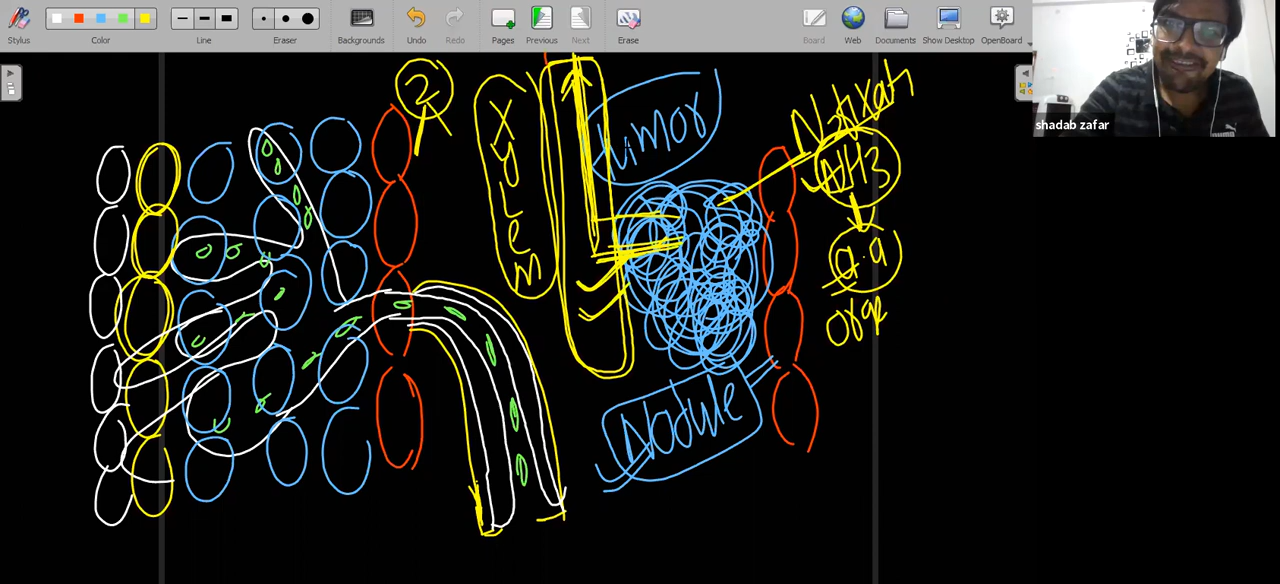 Stylus
Color
Line
Eraser
Backgrounds
Undo
Redo
Pages
Previous
Next
Erase
Board
Web
Documents
Show Desktop
OpenBoard
shadab zafar
2
XYLEM
Tumor
NH3
a.a
Nodule